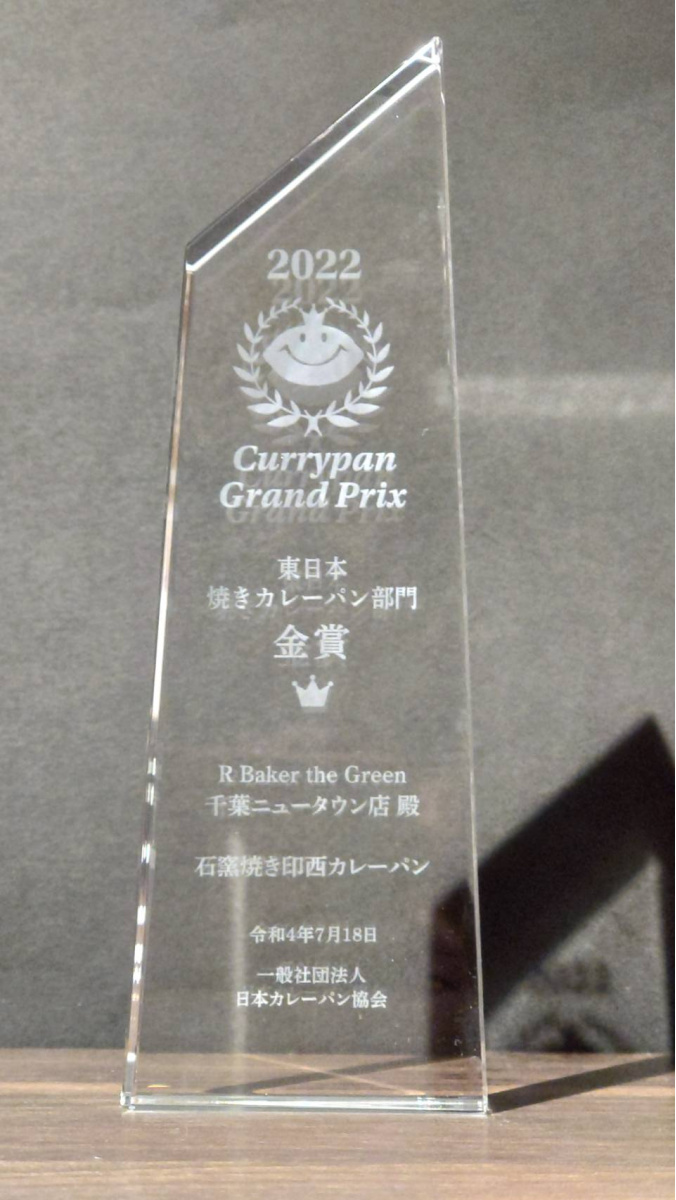 2022
Currypan
Grand Prix
東日本
焼きカレーパン部門
金賞
R Baker the Green
千葉ニュータウン店 殿
石窯焼き印西カレーパン
令和4年7月18日
一般社団法人
日本カレーパン協会